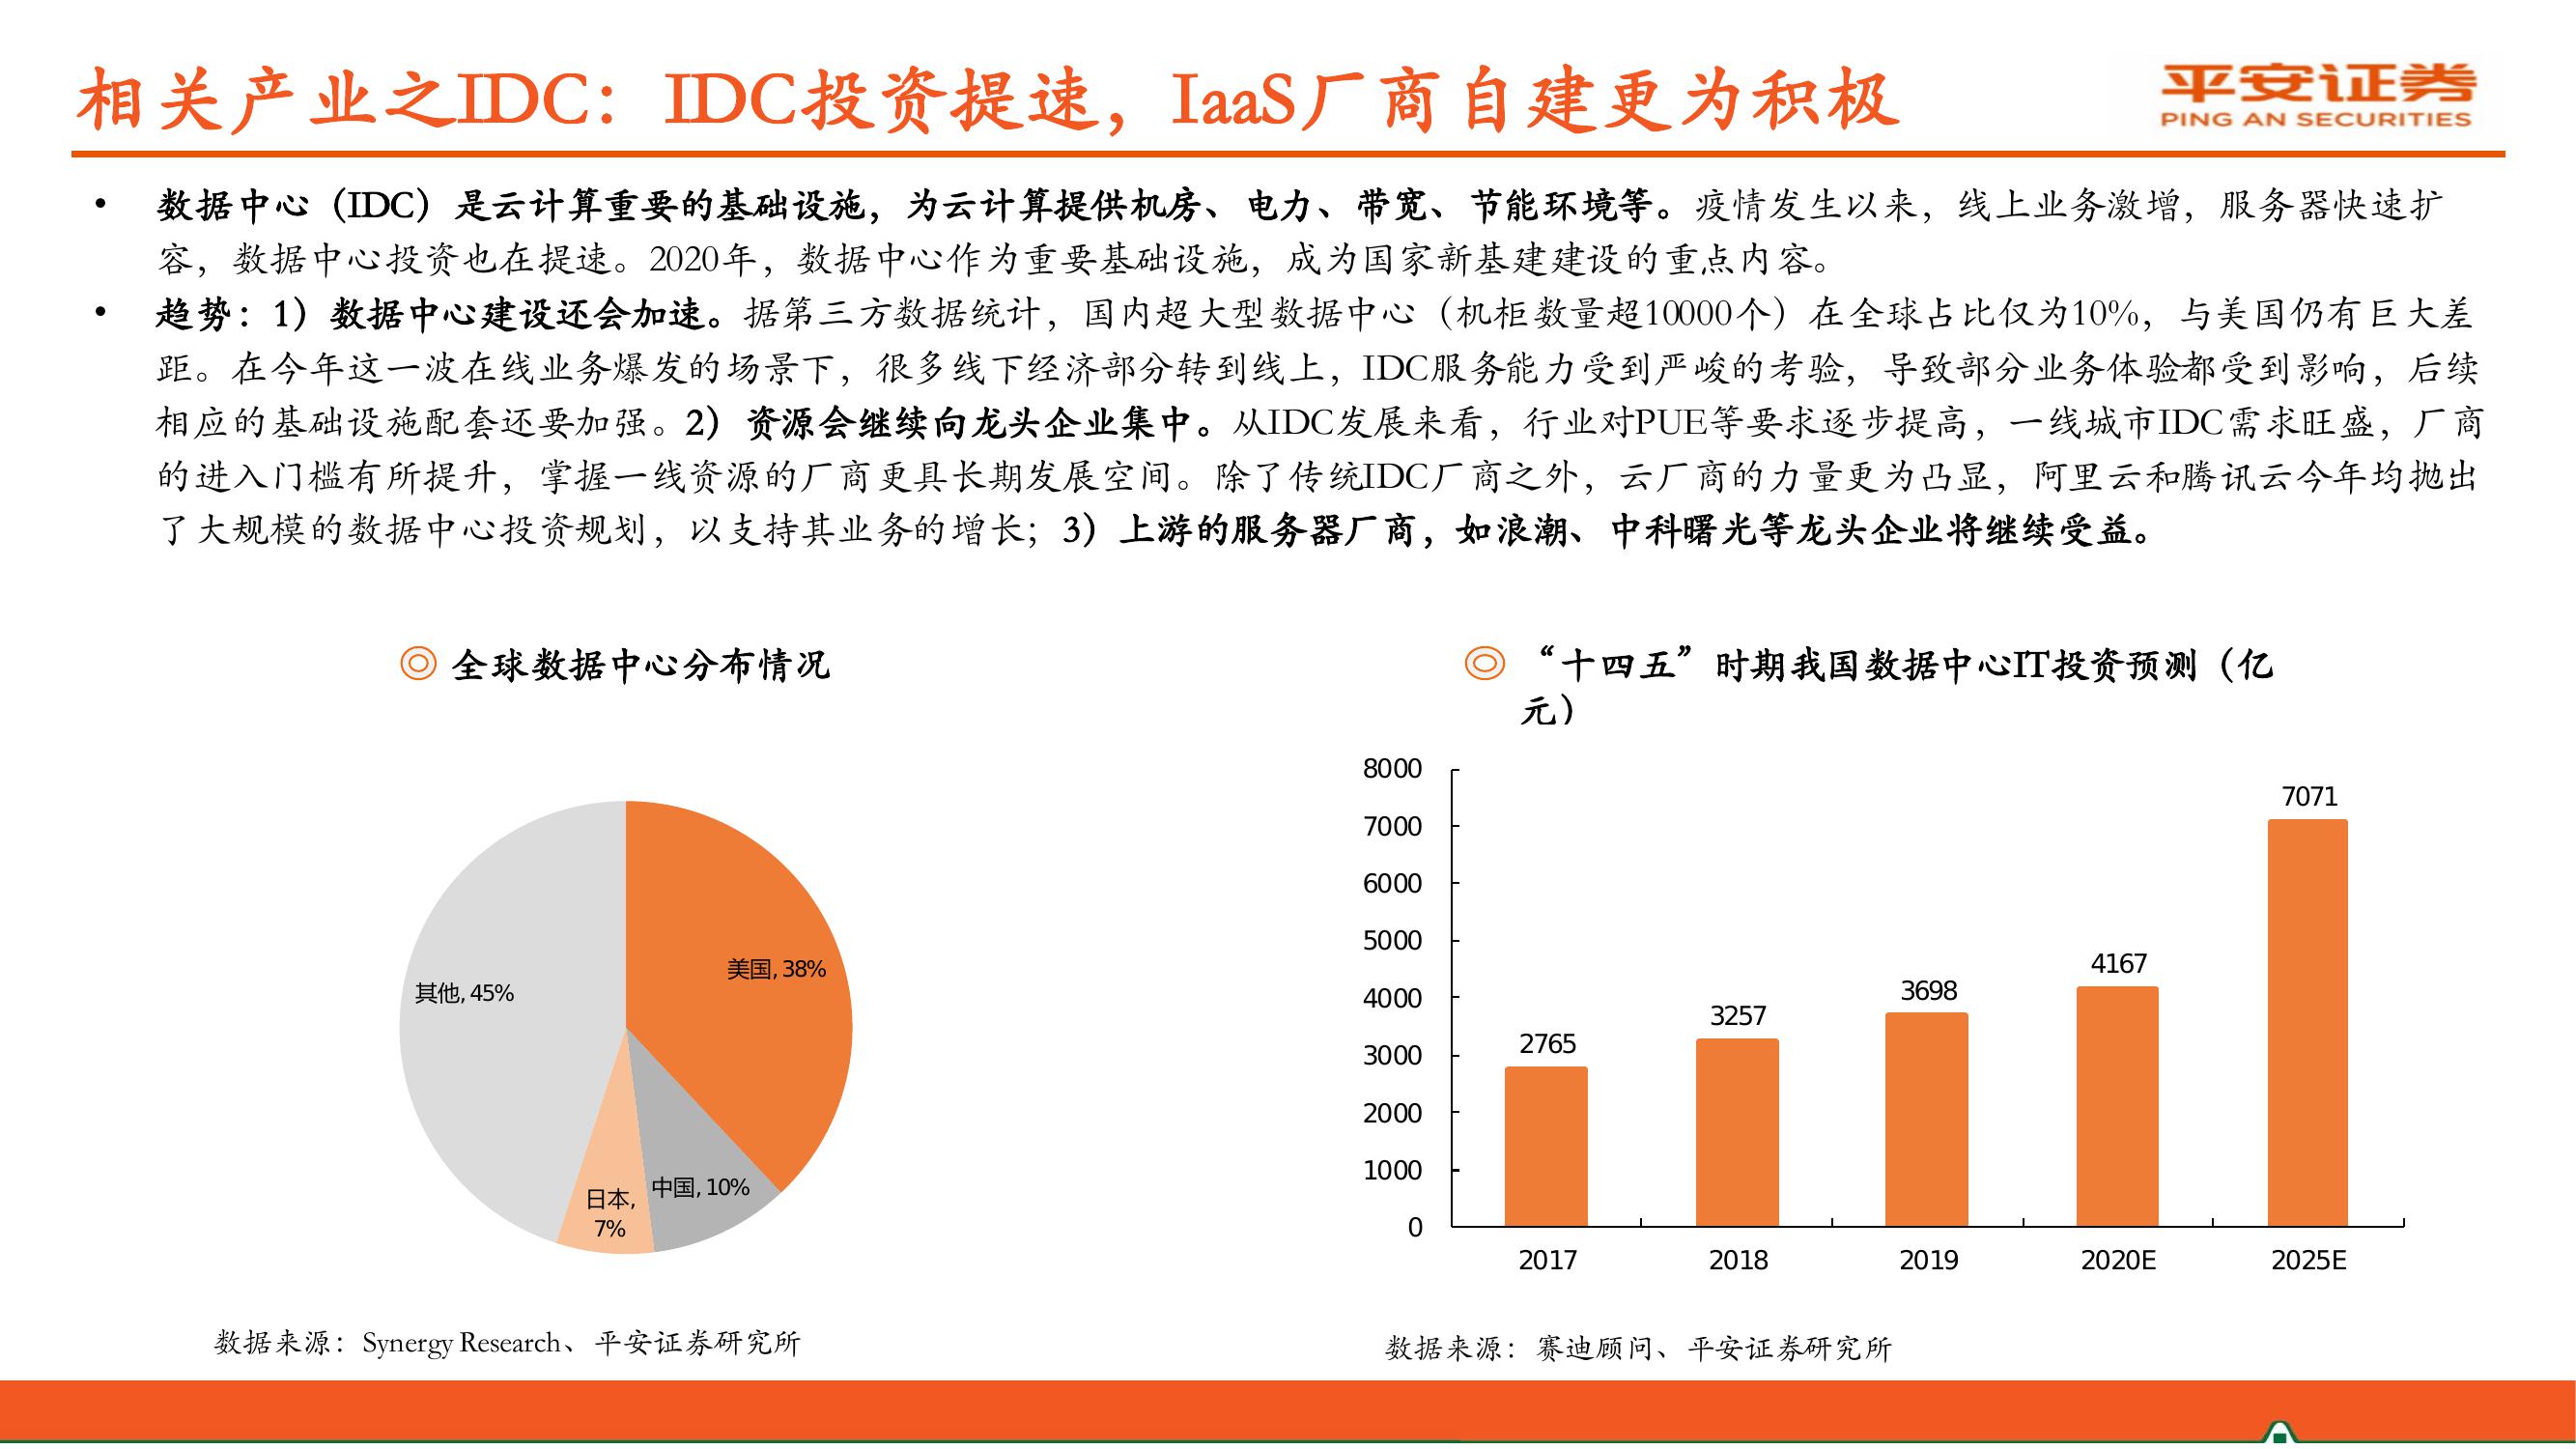 相关产业之IDC：IDC投资提速，IaaS厂商自建更为积极
平安证券
PING AN SECURITIES
• 数据中心（IDC）是云计算重要的基础设施，为云计算提供机房、电力、带宽、节能环境等。疫情发生以来，线上业务激增，服务器快速扩
容，数据中心投资也在提速。2020年，数据中心作为重要基础设施，成为国家新基建建设的重点内容。
• 趋势：1）数据中心建设还会加速。据第三方数据统计，国内超大型数据中心（机柜数量超10000个）在全球占比仅为10%，与美国仍有巨大差
距。在今年这一波在线业务爆发的场景下，很多线下经济部分转到线上，IDC服务能力受到严峻的考验，导致部分业务体验都受到影响，后续
相应的基础设施配套还要加强。2）资源会继续向龙头企业集中。从IDC发展来看，行业对PUE等要求逐步提高，一线城市IDC需求旺盛，厂商
的进入门槛有所提升，掌握一线资源的厂商更具长期发展空间。除了传统IDC厂商之外，云厂商的力量更为凸显，阿里云和腾讯云今年均抛出
了大规模的数据中心投资规划，以支持其业务的增长；3）上游的服务器厂商，如浪潮、中科曙光等龙头企业将继续受益。
全球数据中心分布情况
美国, 38%
其他, 45%
中国, 10%
日本,
7%
数据来源：Synergy Research、平安证券研究所
“十四五”时期我国数据中心IT投资预测（亿
元）
8000
7000
6000
5000
4000
3000
2000
1000
0
2765
3257
3698
4167
7071
2017
2018
2019
2020E
2025E
数据来源：赛迪顾问、平安证券研究所